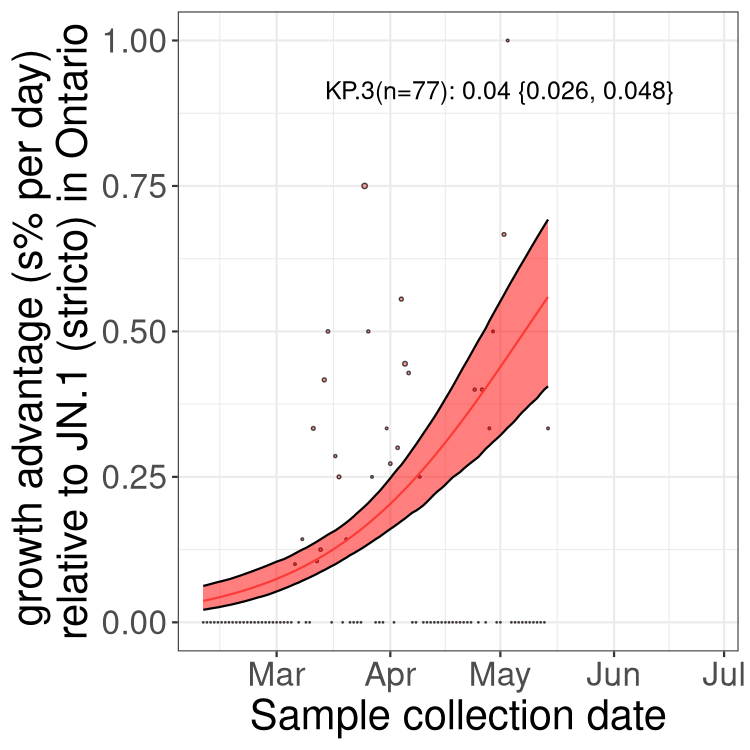 growth advantage (s% per day)
relative to JN.1 (stricto) in Ontario
1.00
0.75
0.50
0.25
0.00
KP.3(n=77): 0.04 {0.026, 0.048}
Mar Apr May Jun Jul
Sample collection date